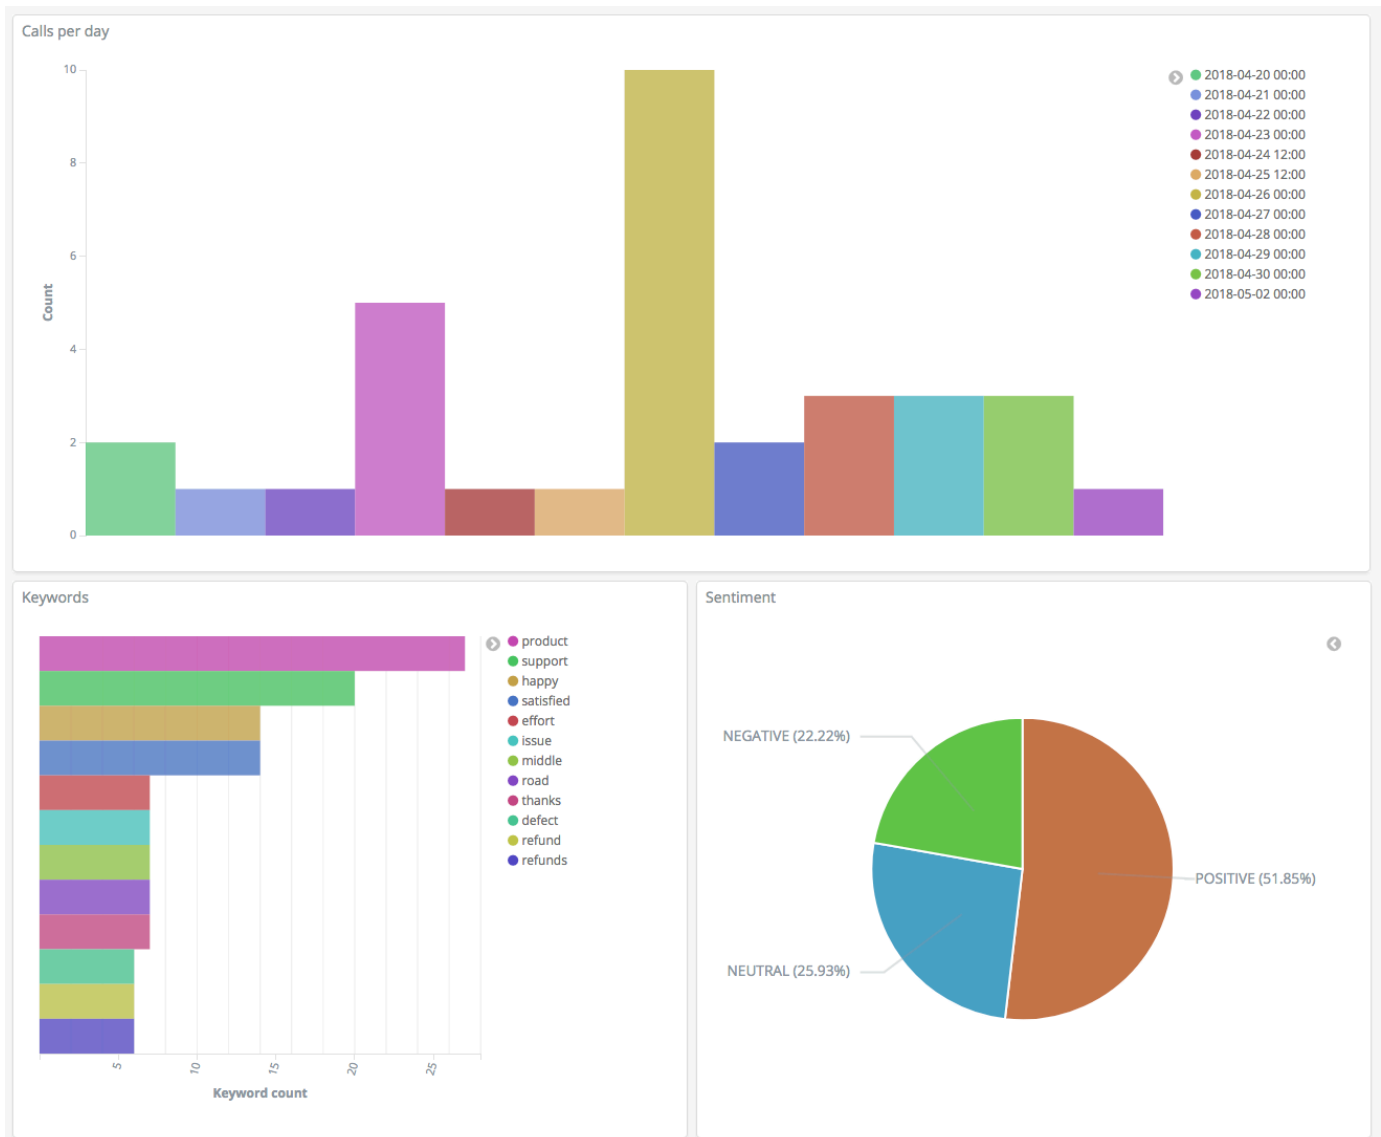 Calls per day
10
8
6
4
2
0
Count
2018-04-20 00:00
2018-04-21 00:00
2018-04-22 00:00
2018-04-23 00:00
2018-04-24 12:00
2018-04-25 12:00
2018-04-26 00:00
2018-04-27 00:00
2018-04-28 00:00
2018-04-29 00:00
2018-04-30 00:00
2018-05-02 00:00
Keywords
product
support
happy
satisfied
effort
issue
middle
road
thanks
defect
refund
refunds
5
10
15
20
25
Keyword count
Sentiment
NEGATIVE (22.22%)
POSITIVE (51.85%)
NEUTRAL (25.93%)